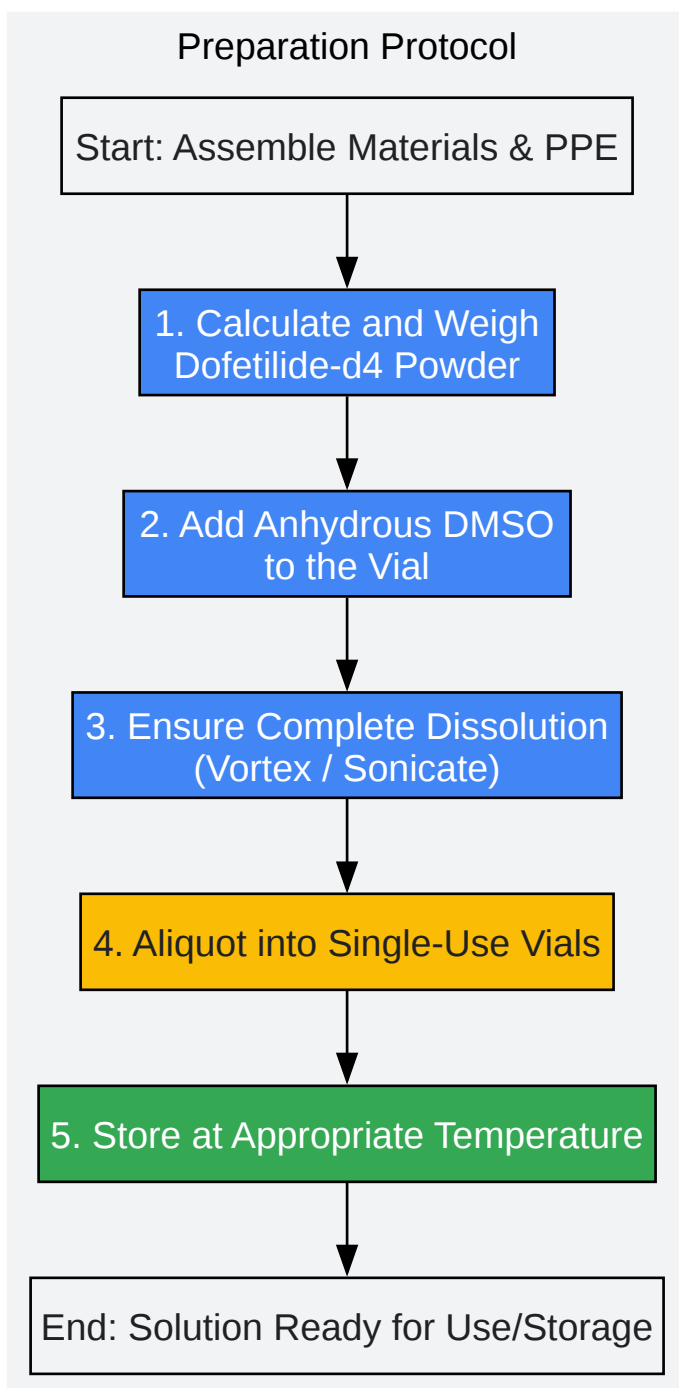 Preparation Protocol
Start: Assemble Materials & PPE
1. Calculate and Weigh
Dofetilide-d4 Powder
2. Add Anhydrous DMSO
to the Vial
3. Ensure Complete Dissolution
(Vortex / Sonicate)
4. Aliquot into Single-Use Vials
5. Store at Appropriate Temperature
End: Solution Ready for Use/Storage